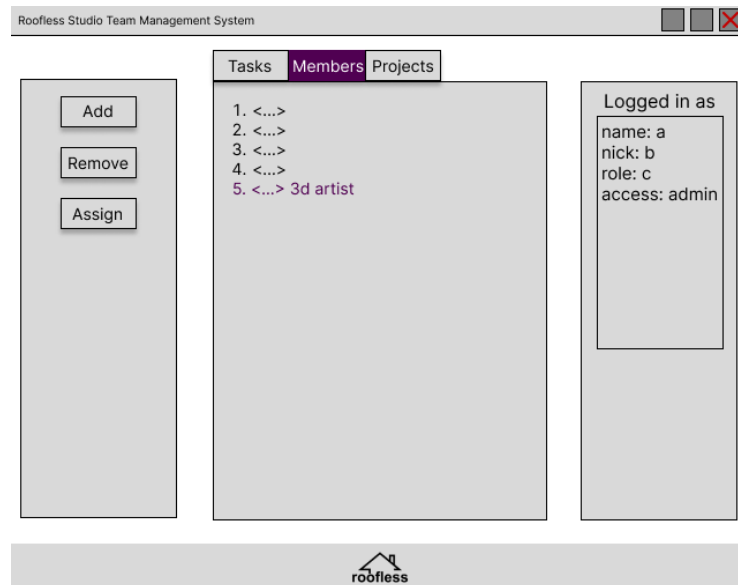 Roofless Studio Team Management System
Tasks Members Projects
Add
Remove
Assign
1. <...>
2. <...>
3. <...>
4. <...>
5. <...> 3d artist
Logged in as
name: a
nick: b
role: c
access: admin
roofless